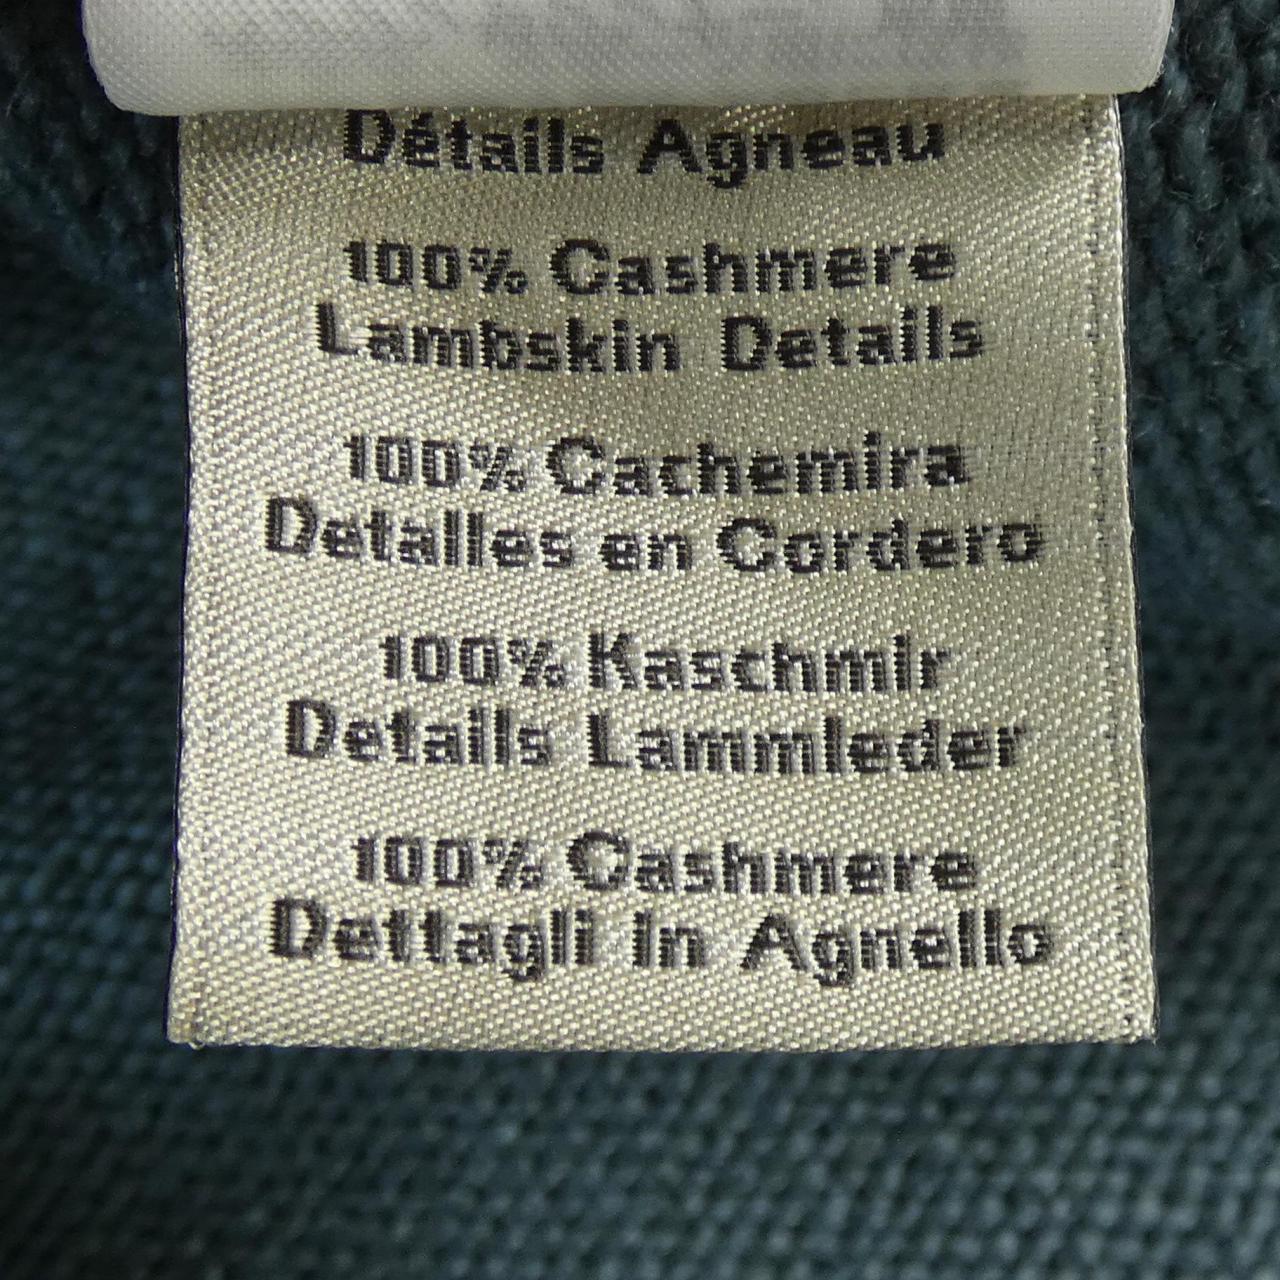 Détails Agneau
100% Cashmere
Lambskin Details
100% Cachemira
Detalles en Cordero
100% Kaschmir
Details Lammleder
100% Cashmere
Dettagli in Agnello